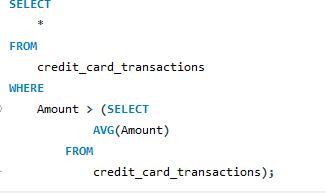 SELECT
*
FROM
credit_card_transactions
WHERE
Amount > (SELECT
AVG(Amount)
FROM
credit_card_transactions);